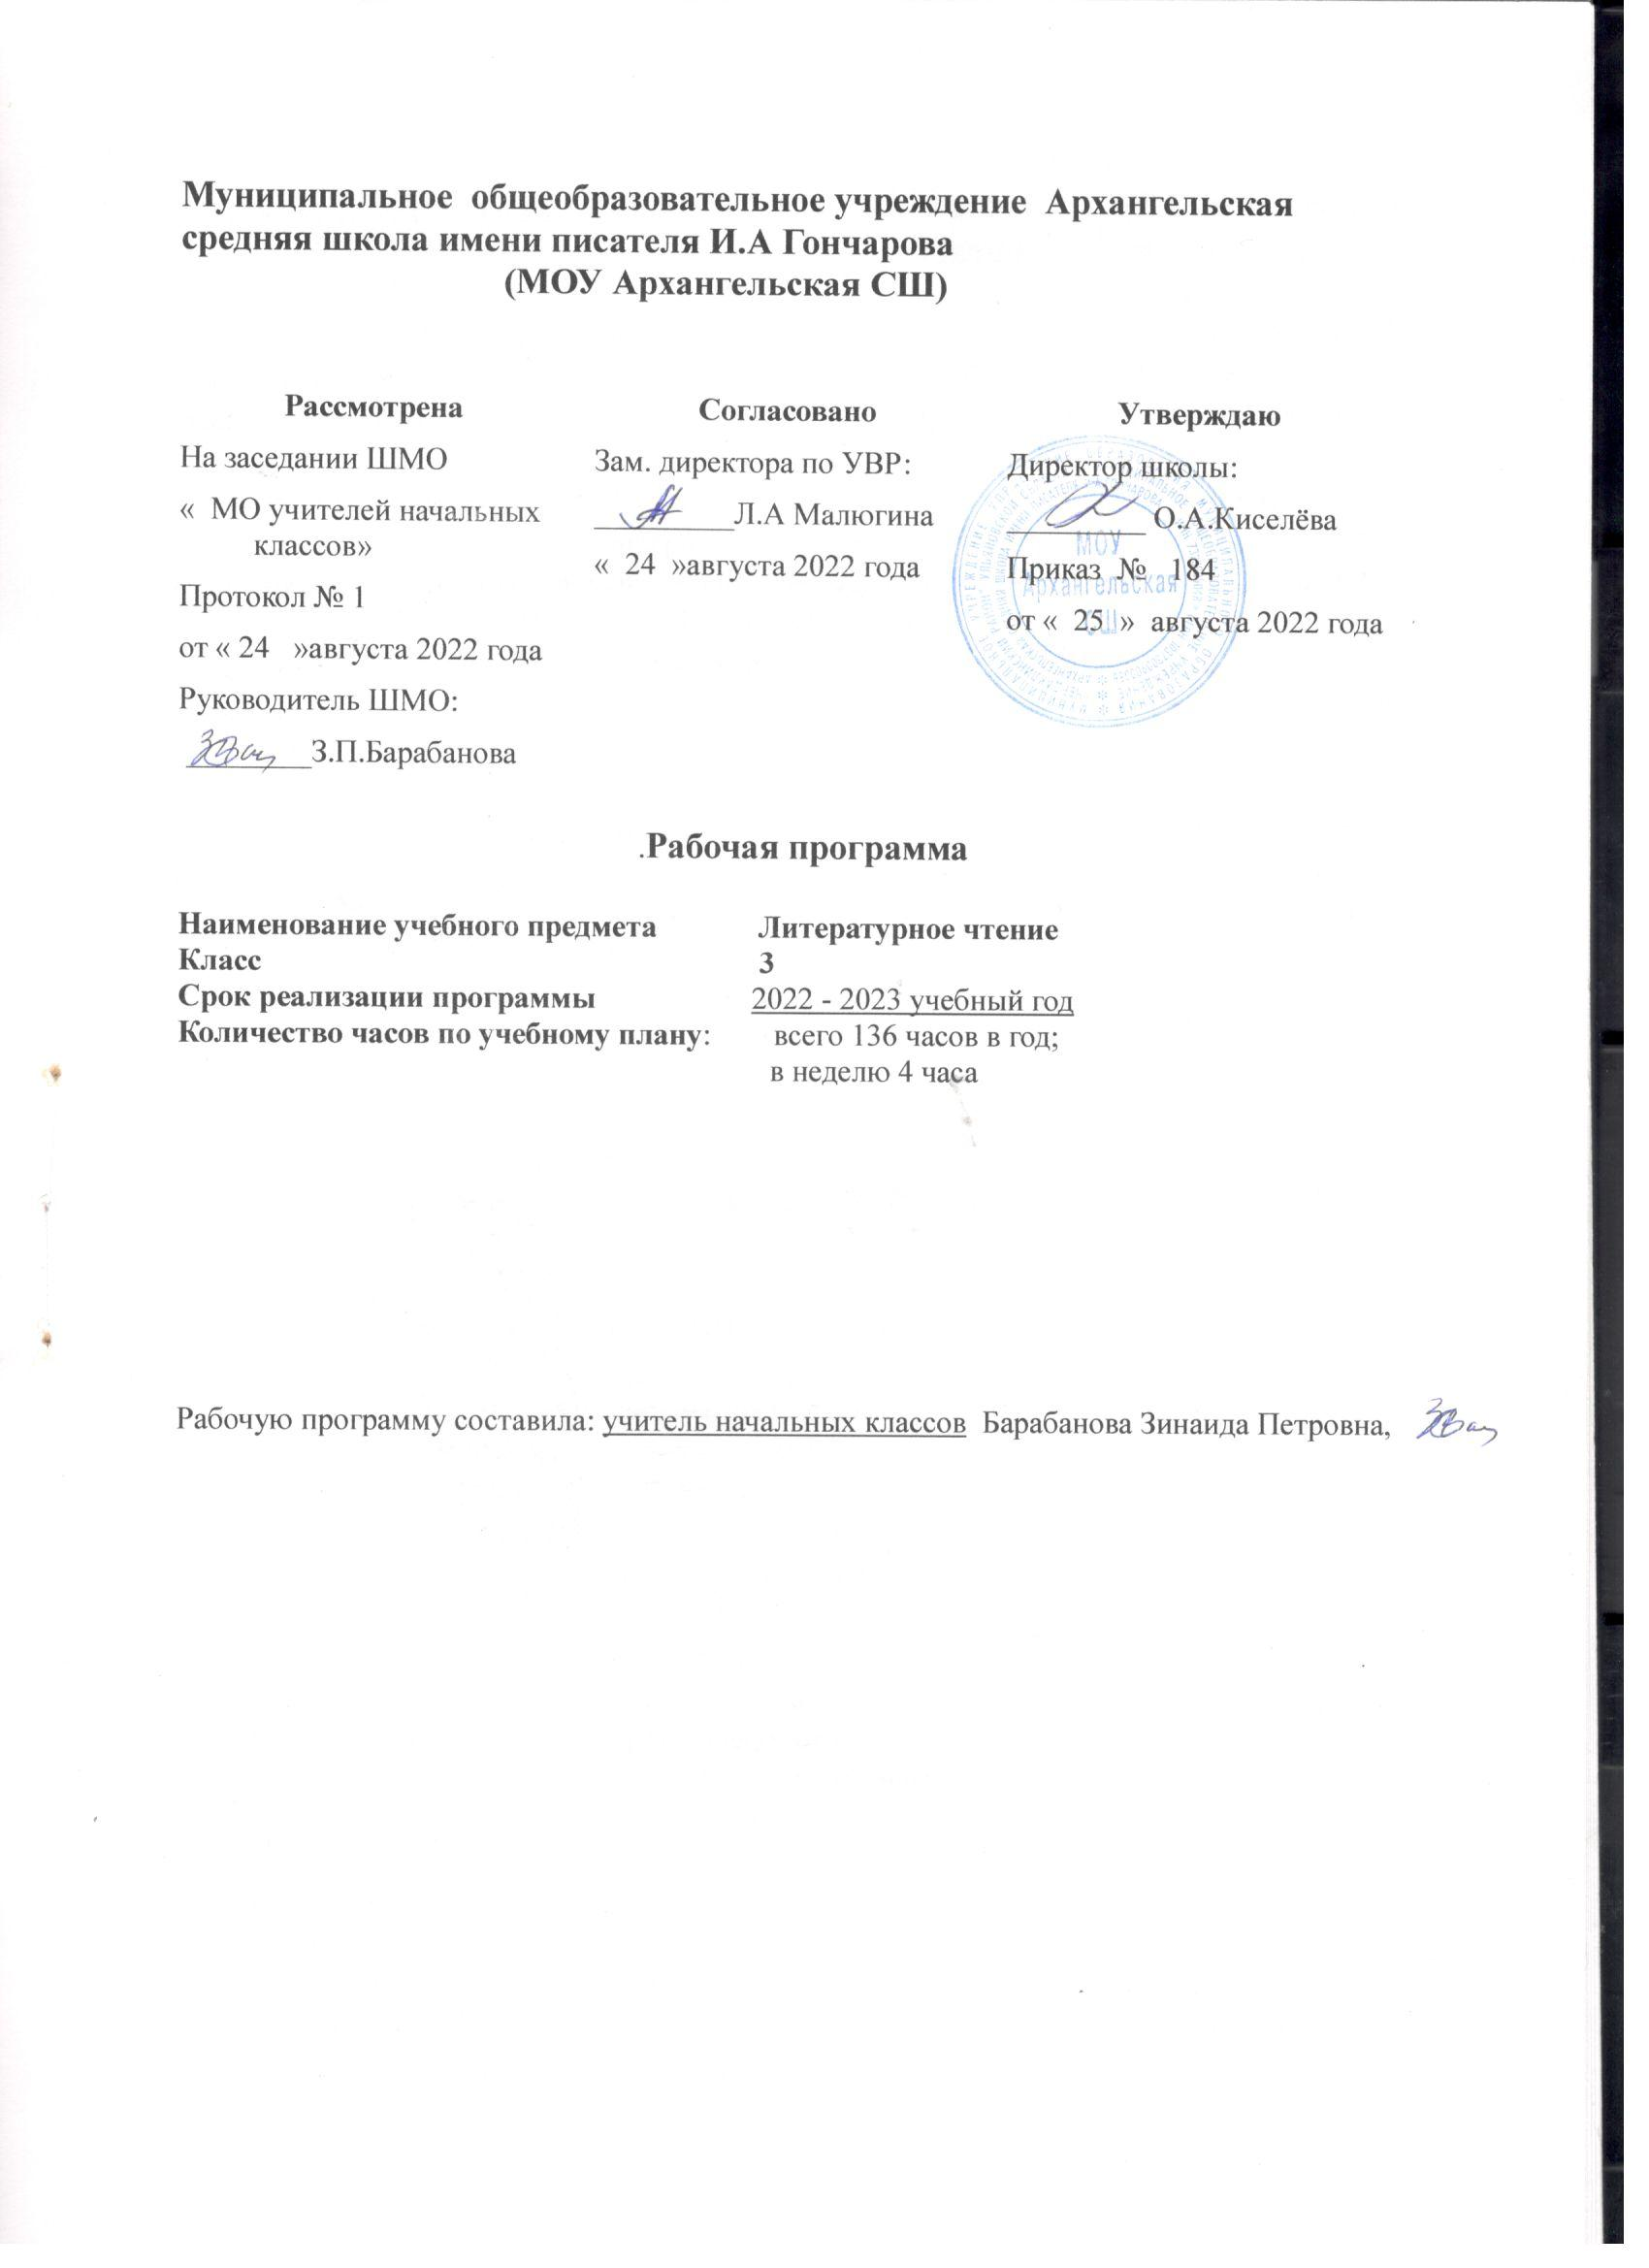 Муниципальное общеобразовательное учреждение Архангельская
средняя школа имени писателя И.А Гончарова
(МОУ Архангельская СШ)
Рассмотрена
На заседании ШМО
« МО учителей начальных
классов»
Протокол № 1
от « 24 »августа 2022 года
Руководитель ШМО:
З.П.Барабанова
Согласовано
Зам. директора по УВР:
Л.А Малюгина
« 24 »августа 2022 года
Утверждаю
Директор школы:
О.А.Киселёва
Приказ № 184
от « 25 » августа 2022 года
МОУ
Архангельская
СШ
.Рабочая программа
Наименование учебного предмета Литературное чтение
Класс 3
Срок реализации программы 2022 - 2023 учебный год
Количество часов по учебному плану: всего 136 часов в год;
в неделю 4 часа
Рабочую программу составила: учитель начальных классов Барабанова Зинаида Петровна,